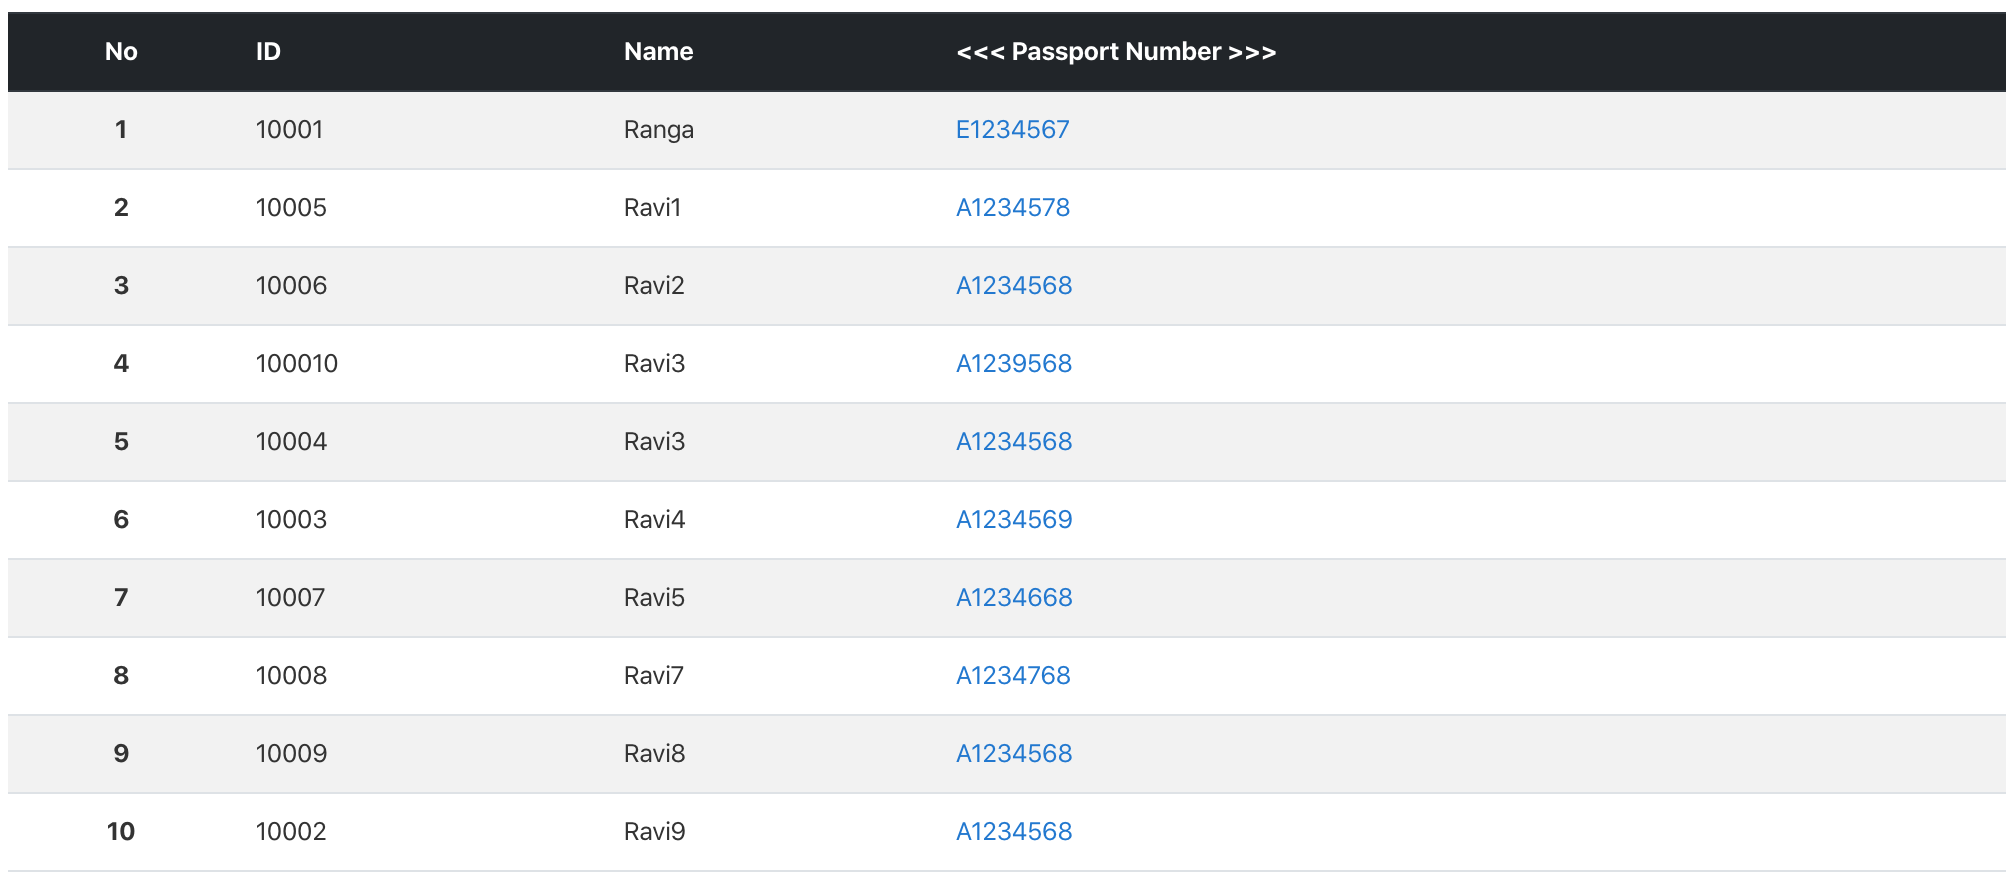 No ID Name <<< Passport Number >>>
1 10001 Ranga E1234567
2 10005 Ravi1 A1234578
3 10006 Ravi2 A1234568
4 100010 Ravi3 A1239568
5 10004 Ravi3 A1234568
6 10003 Ravi4 A1234569
7 10007 Ravi5 A1234668
8 10008 Ravi7 A1234768
9 10009 Ravi8 A1234568
10 10002 Ravi9 A1234568